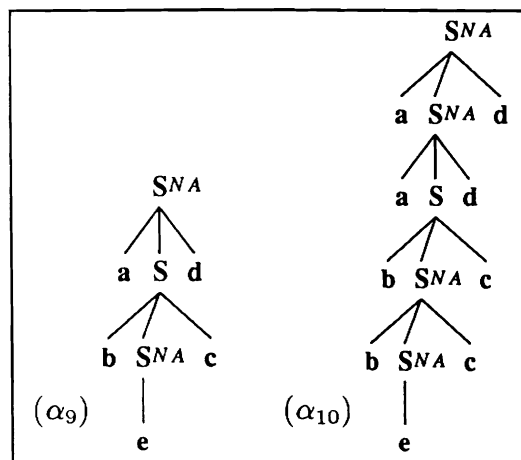 S^{NA}
a S^{NA} d
a S d
b S^{NA} c
b S^{NA} c
e
(α₁₀)
S^{NA}
a S d
b S^{NA} c
e
(α₉)